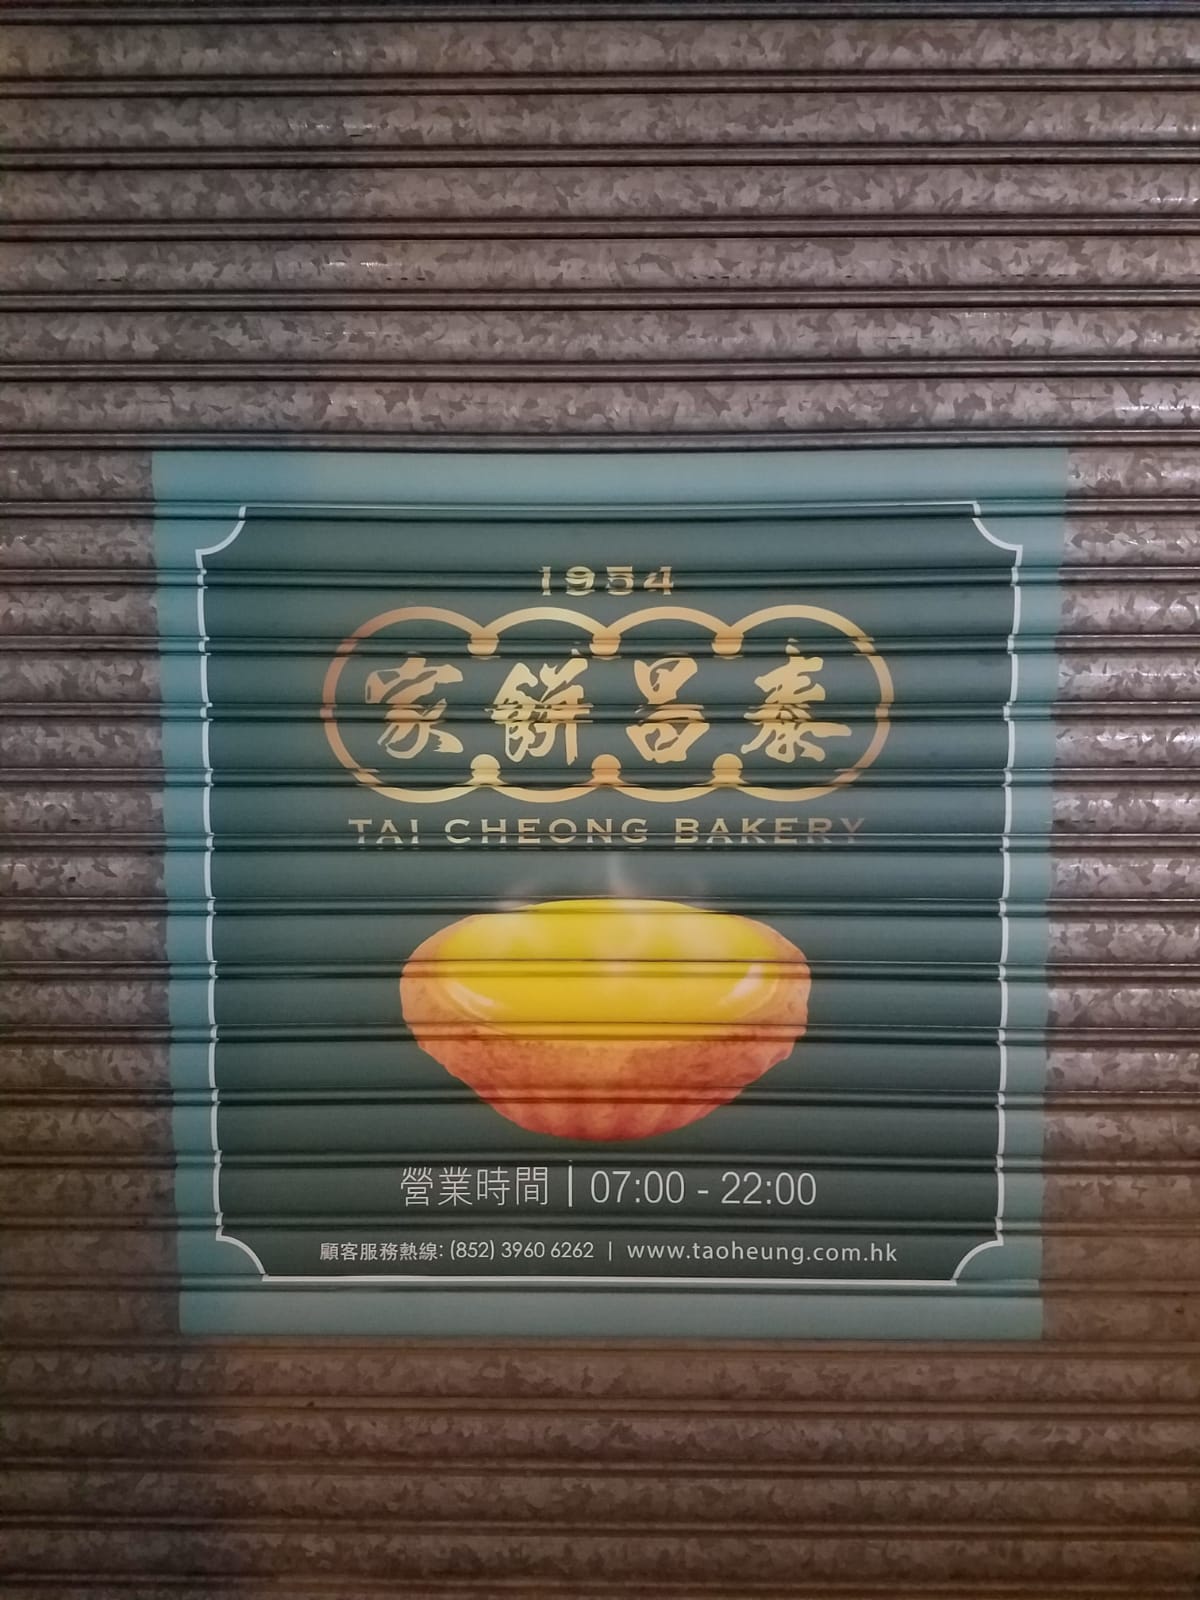 1954
泰昌餅家
TAI CHEONG BAKERY
營業時間 | 07:00 - 22:00
顧客服務熱線: (852) 3960 6262 | www.taoheung.com.hk